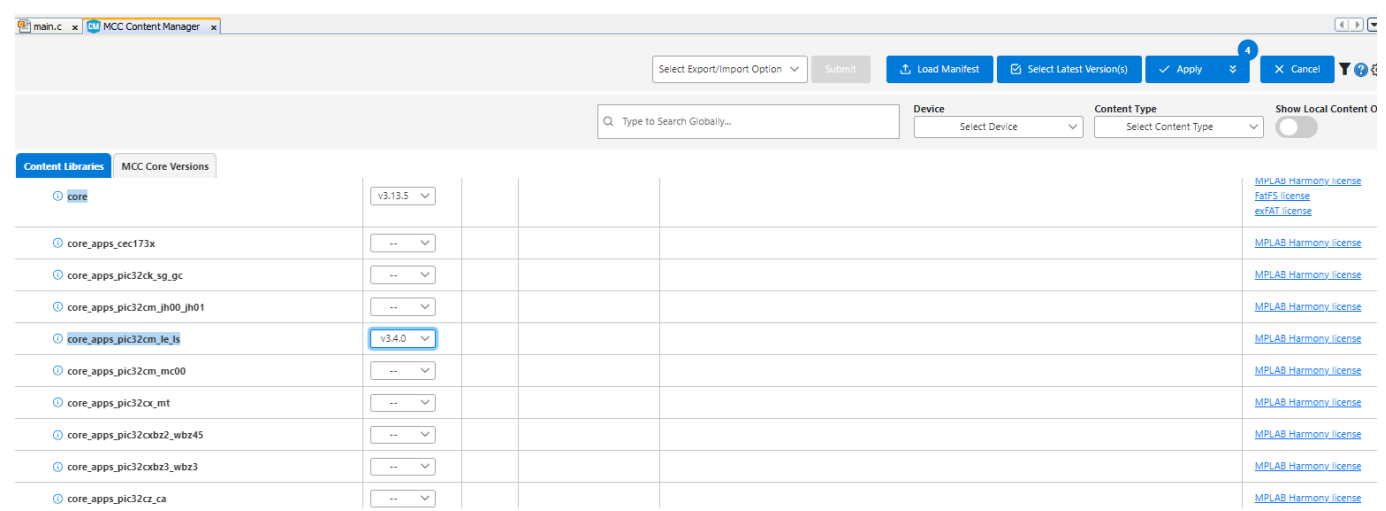 main.c x CM MCC Content Manager x
4
Select Export/Import Option Submit Load Manifest Select Latest Version(s) Apply Cancel
Type to Search Globally...
Device
Select Device
Content Type
Select Content Type
Show Local Content O
Content Libraries MCC Core Versions
core v3.13.5 MPLAB Harmony license
FatFS license
exFAT license
core_apps_cec173x -- MPLAB Harmony license
core_apps_pic32ck_sg_gc -- MPLAB Harmony license
core_apps_pic32cm_jh00_jh01 -- MPLAB Harmony license
core_apps_pic32cm_le_ls v3.4.0 MPLAB Harmony license
core_apps_pic32cm_mc00 -- MPLAB Harmony license
core_apps_pic32cx_mt -- MPLAB Harmony license
core_apps_pic32cxbz2_wbz45 -- MPLAB Harmony license
core_apps_pic32cxbz3_wbz3 -- MPLAB Harmony license
core_apps_pic32cz_ca -- MPLAB Harmony license